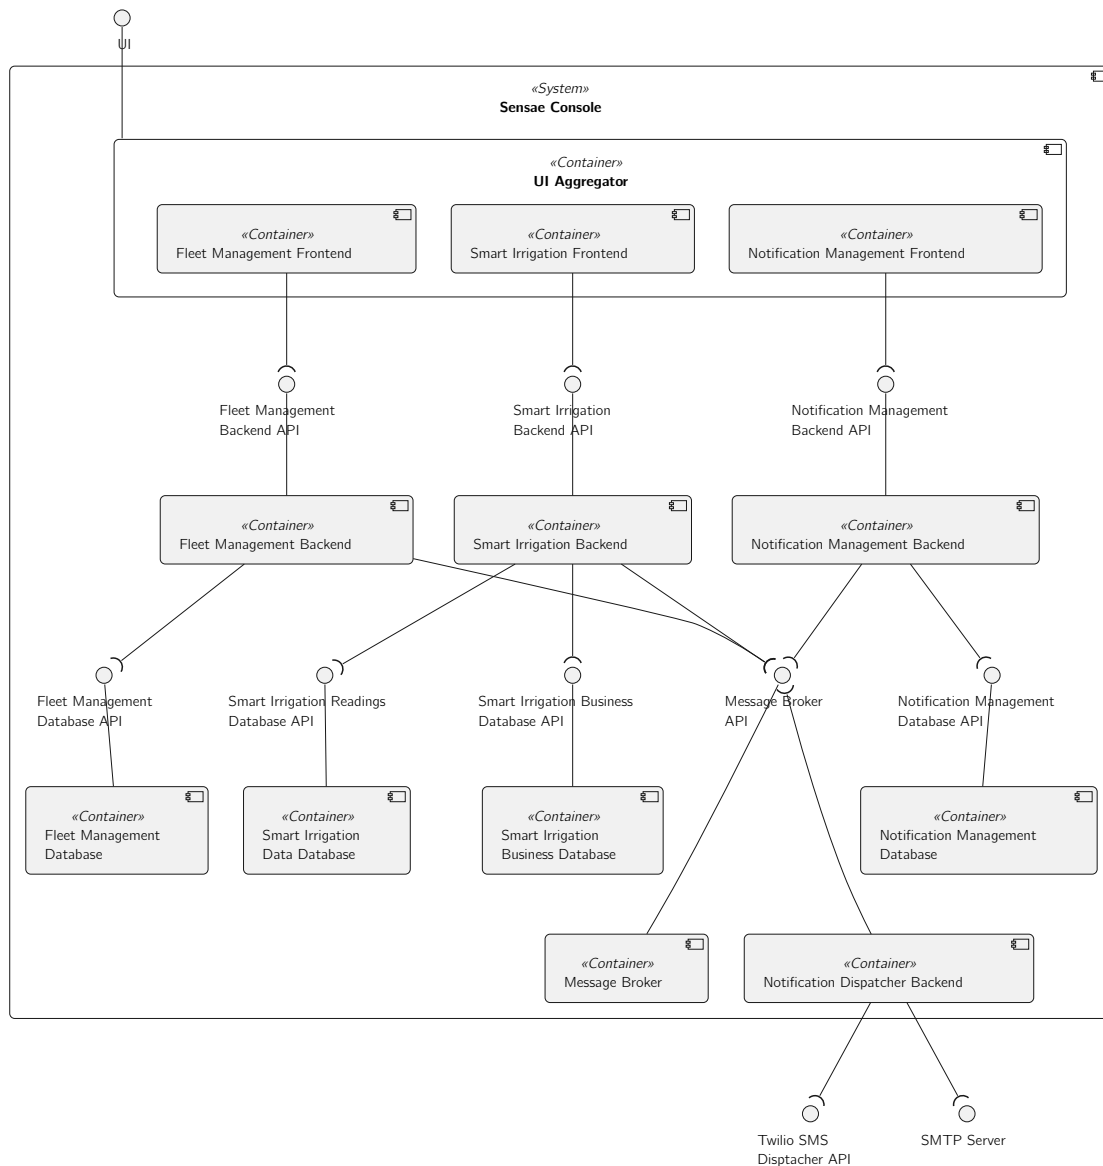 UI
«System»
Sensae Console
«Container»
UI Aggregator
«Container»
Fleet Management Frontend
«Container»
Smart Irrigation Frontend
«Container»
Notification Management Frontend
Fleet Management
Backend API
Smart Irrigation
Backend API
Notification Management
Backend API
«Container»
Fleet Management Backend
«Container»
Smart Irrigation Backend
«Container»
Notification Management Backend
Fleet Management
Database API
Smart Irrigation Readings
Database API
Smart Irrigation Business
Database API
Message Broker
API
Notification Management
Database API
«Container»
Fleet Management
Database
«Container»
Smart Irrigation
Data Database
«Container»
Smart Irrigation
Business Database
«Container»
Notification Management
Database
«Container»
Message Broker
«Container»
Notification Dispatcher Backend
Twilio SMS
Disptacher API
SMTP Server